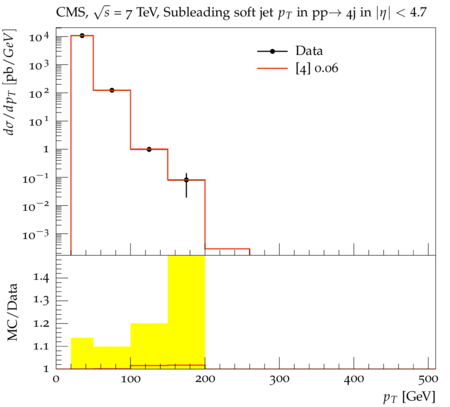 CMS, √s = 7 TeV, Subleading soft jet p_T in pp→ 4j in |η| < 4.7
Data
[4] 0.06
dσ/dp_T [pb/GeV]
10^4
10^3
10^2
10^1
1
10^−1
10^−2
10^−3
MC/Data
1.4
1.3
1.2
1.1
1
0 100 200 300 400 500
p_T [GeV]